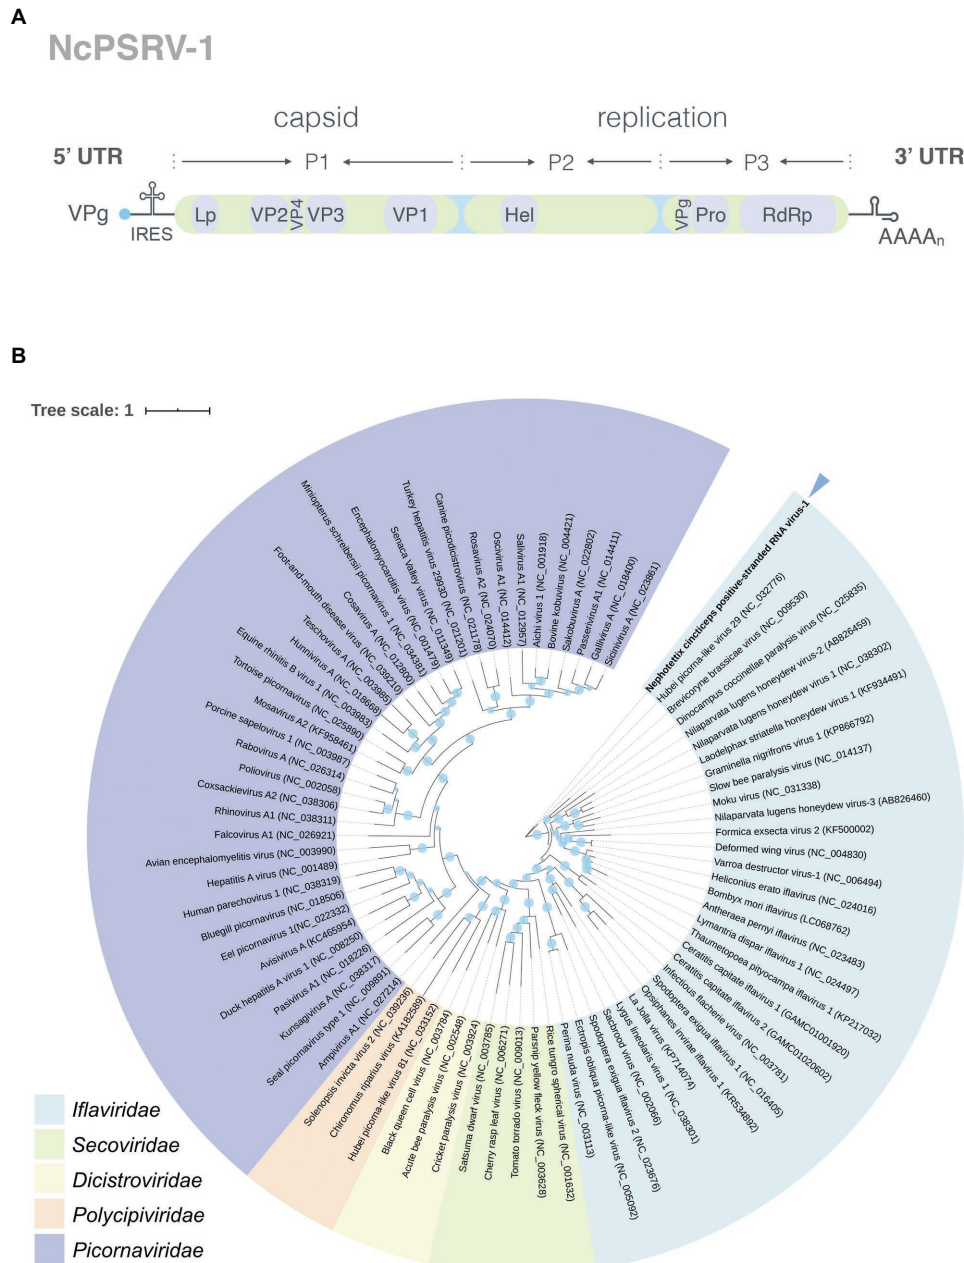 A
NcPSRV-1
capsid
replication
5’ UTR
P1
P2
P3
3’ UTR
VPg
IRES
Lp
VP2
VP4
VP3
VP1
Hel
VPg
Pro
RdRp
AAAAn
B
Tree scale: 1
Nephotettix cincticeps positive-stranded RNA virus-1
Hubei picorna-like virus 29 (NC_032776)
Brevicoryne brassicae virus (NC_009530)
Dinocampus coccinellae paralysis virus (NC_025835)
Nilaparvata lugens honeydew virus-2 (AB826459)
Nilaparvata lugens honeydew virus 1 (NC_038302)
Laodelphax striatella honeydew virus 1 (KF934491)
Graminella nigrifrons virus 1 (KP866792)
Slow bee paralysis virus (NC_014137)
Moku virus (NC_031338)
Nilaparvata lugens honeydew virus-3 (AB826460)
Formica exsecta virus 2 (KF500002)
Deformed wing virus (NC_004830)
Varroa destructor virus-1 (NC_006494)
Heliconius erato iflavirus (NC_024016)
Bombyx mori iflavirus (LC068762)
Antheraea pernyi iflavirus (NC_023483)
Lymantria dispar iflavirus 1 (NC_024497)
Thaumetopoea pityocampa iflavirus 1 (KP217032)
Ceratitis capitate iflavirus 1 (GAMC01001920)
Ceratitis capitate iflavirus 2 (GAMC01020602)
Infectious flacherie virus (NC_003781)
Spodoptera exigua iflavirus 1 (NC_016405)
Opsiphanes invirae iflavirus 1 (KR534892)
La Jolla virus (KP714074)
Lygus lineolaris virus 1 (NC_038301)
Sacbrood virus (NC_002066)
Spodoptera exigua iflavirus 2 (NC_023676)
Ectropis obliqua picorna-like virus (NC_005092)
Perina nuda virus (NC_003113)
Rice tungro spherical virus (NC_001632)
Parsnip yellow fleck virus (NC_003628)
Tomato torrado virus (NC_009013)
Cherry rasp leaf virus (NC_006271)
Satsuma dwarf virus (NC_003785)
Cricket paralysis virus (NC_003924)
Acute bee paralysis virus (NC_002548)
Black queen cell virus (NC_003784)
Hubei picorna-like virus 81 (NC_033152)
Chironomus riparius virus (KA182589)
Solenopsis invicta virus 2 (NC_039236)
Ampivirus A1 (NC_027214)
Seal picornavirus type 1 (NC_009891)
Kunsagivirus A (NC_038317)
Pasivirus A1 (NC_018226)
Duck hepatitis A virus 1 (NC_008250)
Avisivirus A (KC465954)
Eel picornavirus 1(NC_022332)
Bluegill picornavirus (NC_018506)
Human parechovirus 1 (NC_038319)
Hepatitis A virus (NC_001489)
Avian encephalomyelitis virus (NC_003990)
Falcovirus A1 (NC_026921)
Rhinovirus A1 (NC_038311)
Coxsackievirus A2 (NC_038306)
Poliovirus (NC_002058)
Rabovirus A (NC_026314)
Porcine sapelovirus 1 (NC_003987)
Mosavirus A2 (KF958461)
Tortoise picornavirus (NC_025890)
Equine rhinitis B virus 1 (NC_003983)
Hunnivirus A (NC_018668)
Teschovirus A (NC_003985)
Foot-and-mouth disease virus (NC_039210)
Cosavirus A (NC_012800)
Miniopterus schreibersii picornavirus 1 (NC_034381)
Encephalomyocarditis virus (NC_001479)
Senaca Valley virus (NC_011349)
Turkey hepatitis virus 2993D (NC_021201)
Canine picodicistrovirus (NC_021178)
Rosavirus A2 (NC_024070)
Oscivirus A1 (NC_014412)
Salivirus A1 (NC_012957)
Aichi virus 1 (NC_001918)
Bovine kobuvirus (NC_004421)
Sakobuvirus A (NC_022802)
Passerivirus A1 (NC_014411)
Gallivirus A (NC_018400)
Sicinivirus A (NC_023861)
Iflaviridae
Secoviridae
Dicistroviridae
Polycipiviridae
Picornaviridae